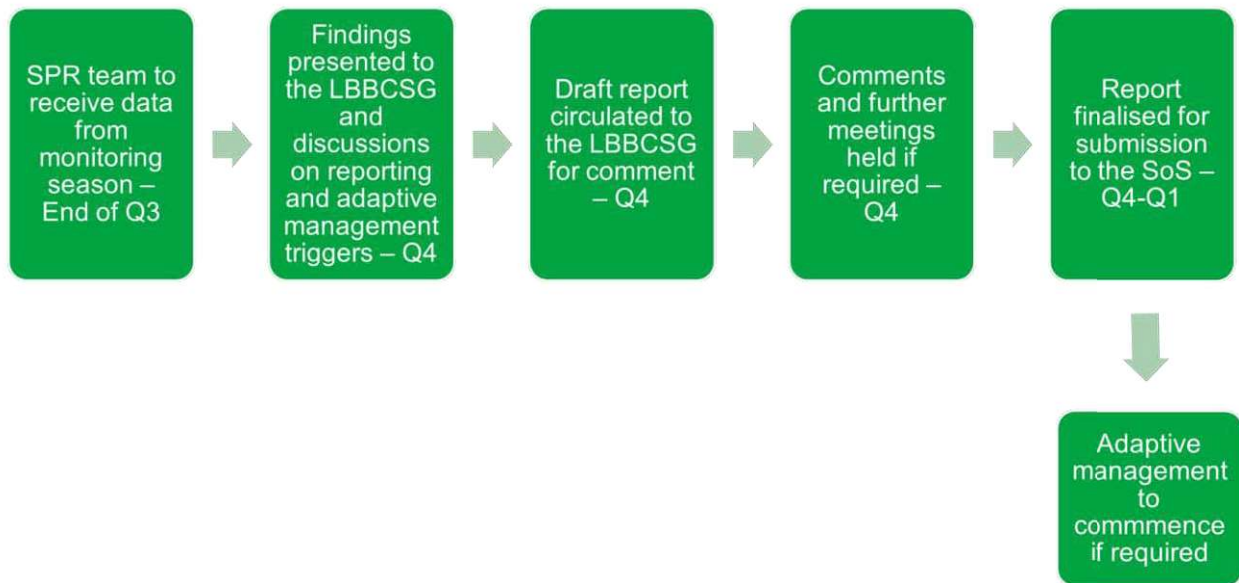 SPR team to
receive data
from
monitoring
season –
End of Q3
Findings
presented to
the LBBCSG
and
discussions
on reporting
and adaptive
management
triggers – Q4
Draft report
circulated to
the LBBCSG
for comment
– Q4
Comments
and further
meetings
held if
required –
Q4
Report
finalised for
submission
to the SoS –
Q4-Q1
Adaptive
management
to
commmence
if required